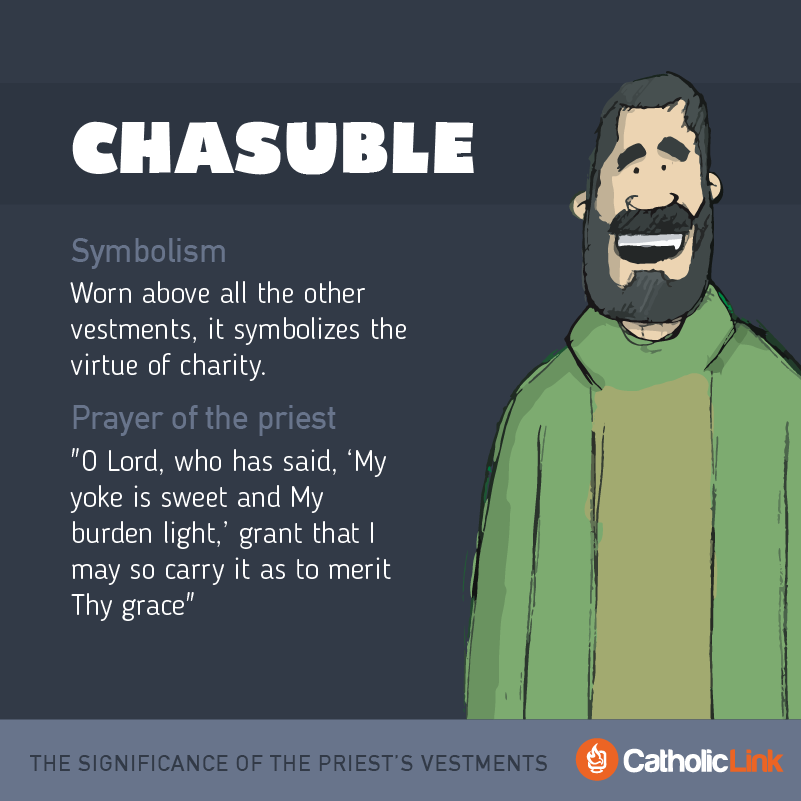 CHASUBLE
Symbolism
Worn above all the other
vestments, it symbolizes the
virtue of charity.
Prayer of the priest
"O Lord, who has said, ‘My
yoke is sweet and My
burden light,’ grant that I
may so carry it as to merit
Thy grace"
THE SIGNIFICANCE OF THE PRIEST’S VESTMENTS
CatholicLink